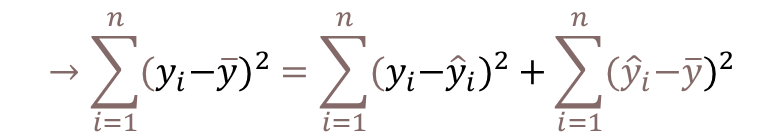 → ∑_{i=1}^{n}(y_i−ȳ)² = ∑_{i=1}^{n}(y_i−ŷ_i)² + ∑_{i=1}^{n}(ŷ_i−ȳ)²